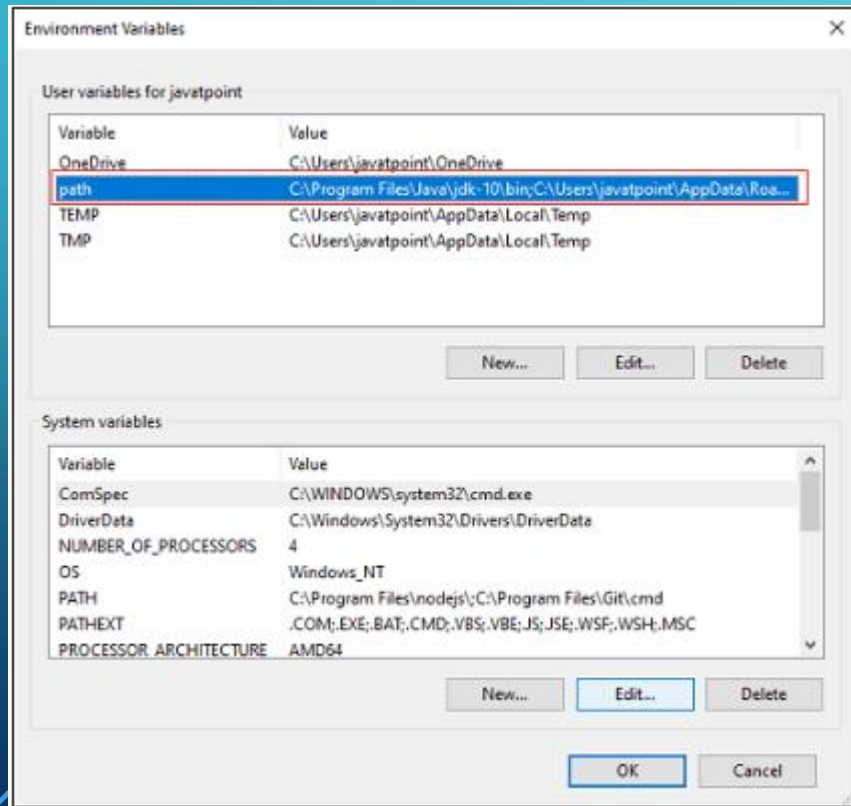 Environment Variables
User variables for javatpoint
Variable Value
OneDrive C:\Users\javatpoint\OneDrive
path C:\Program Files\Java\jdk-10\bin;C:\Users\javatpoint\AppData\Roa...
TEMP C:\Users\javatpoint\AppData\Local\Temp
TMP C:\Users\javatpoint\AppData\Local\Temp
New... Edit... Delete
System variables
Variable Value
ComSpec C:\WINDOWS\system32\cmd.exe
DriverData C:\Windows\System32\Drivers\DriverData
NUMBER_OF_PROCESSORS 4
OS Windows_NT
PATH C:\Program Files\nodejs\;C:\Program Files\Git\cmd
PATHEXT .COM;.EXE;.BAT;.CMD;.VBS;.VBE;.JS;.JSE;.WSF;.WSH;.MSC
PROCESSOR_ARCHITECTURE AMD64
New... Edit... Delete
OK Cancel